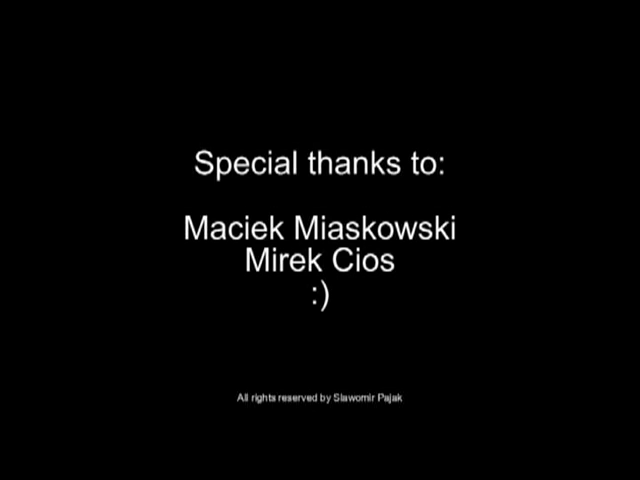 Special thanks to:
Maciek Miaskowski
Mirek Cios
:)
All rights reserved by Slawomir Pajak